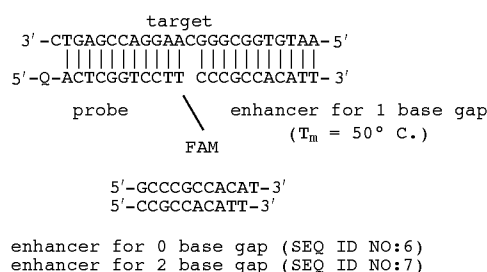 target
3'-CTGAGCCAGGAACGGGCGGTGTAA-5'
5'-Q-ACTCGGTCCTT CCCGCCACATT-3'
probe enhancer for 1 base gap
(Tm = 50° C.)
FAM
5'-GCCCGCCACAT-3'
5'-CCGCCACATT-3'
enhancer for 0 base gap (SEQ ID NO:6)
enhancer for 2 base gap (SEQ ID NO:7)